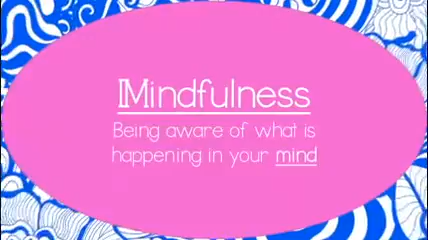 Mindfulness
Being aware of what is
happening in your mind